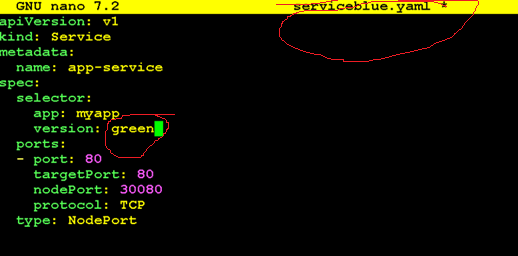 GNU nano 7.2 serviceblue.yaml *
apiVersion: v1
kind: Service
metadata:
  name: app-service
spec:
  selector:
    app: myapp
    version: green
  ports:
  - port: 80
    targetPort: 80
    nodePort: 30080
    protocol: TCP
  type: NodePort